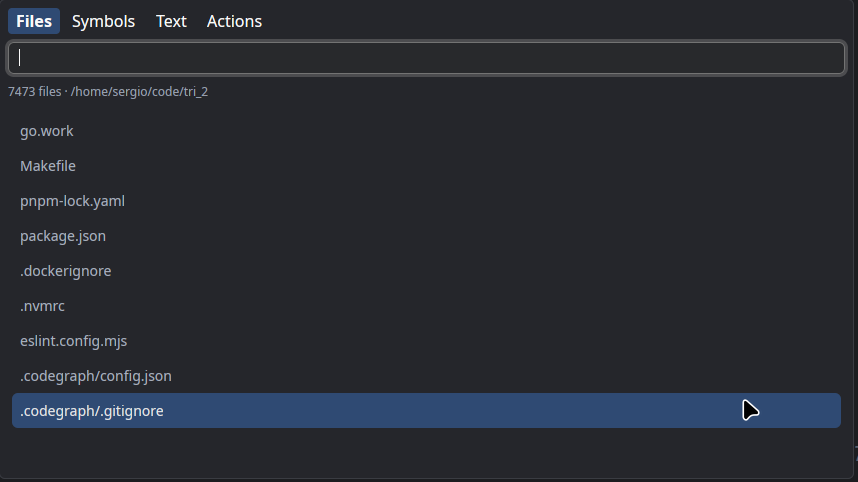 Files Symbols Text Actions
7473 files · /home/sergio/code/tri_2
go.work
Makefile
pnpm-lock.yaml
package.json
.dockerignore
.nvmrc
eslint.config.mjs
.codegraph/config.json
.codegraph/.gitignore